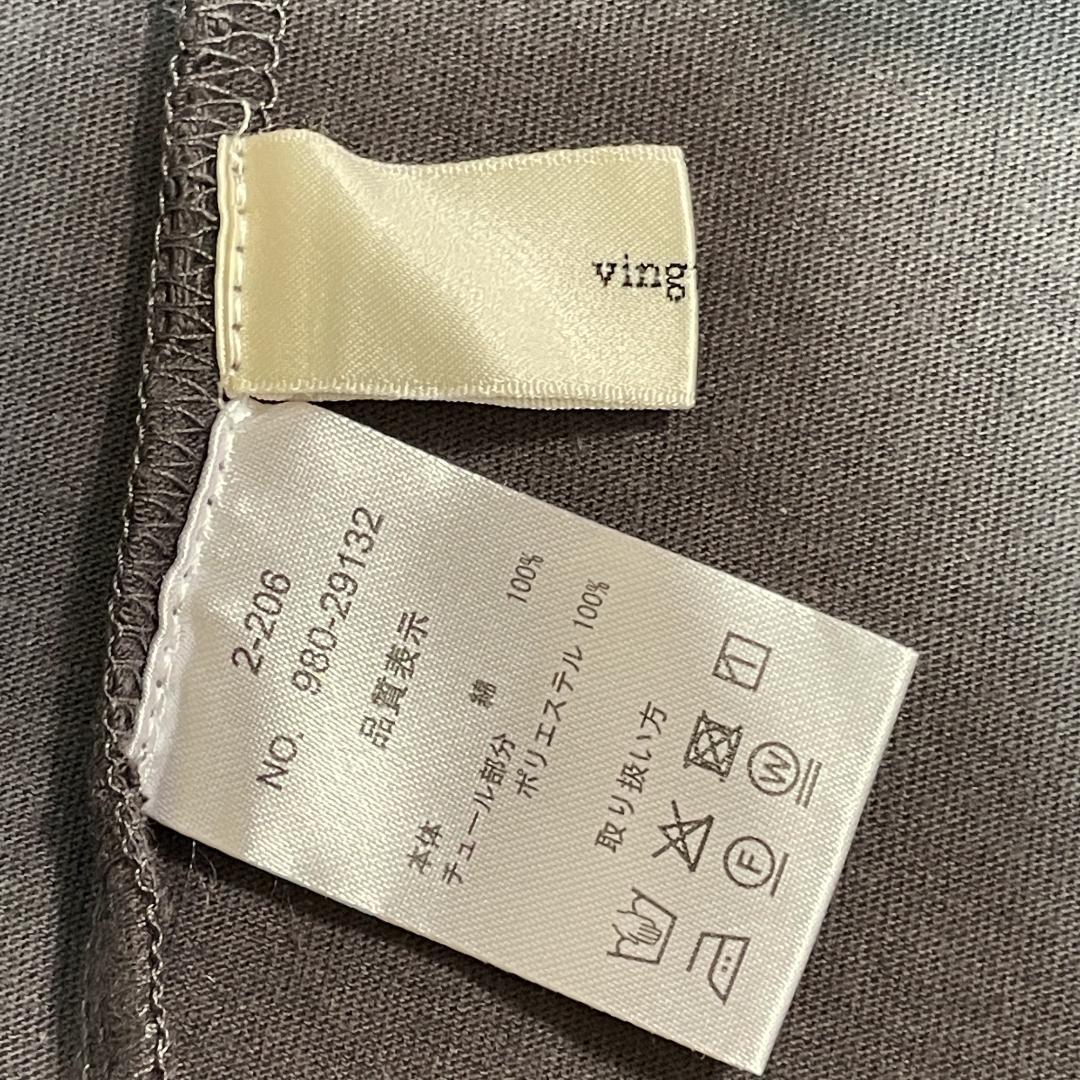 ving
2-206
NO. 980-29132
品質表示
本体 綿 100%
チュール部分
ポリエステル 100%
取り扱い方
W
F